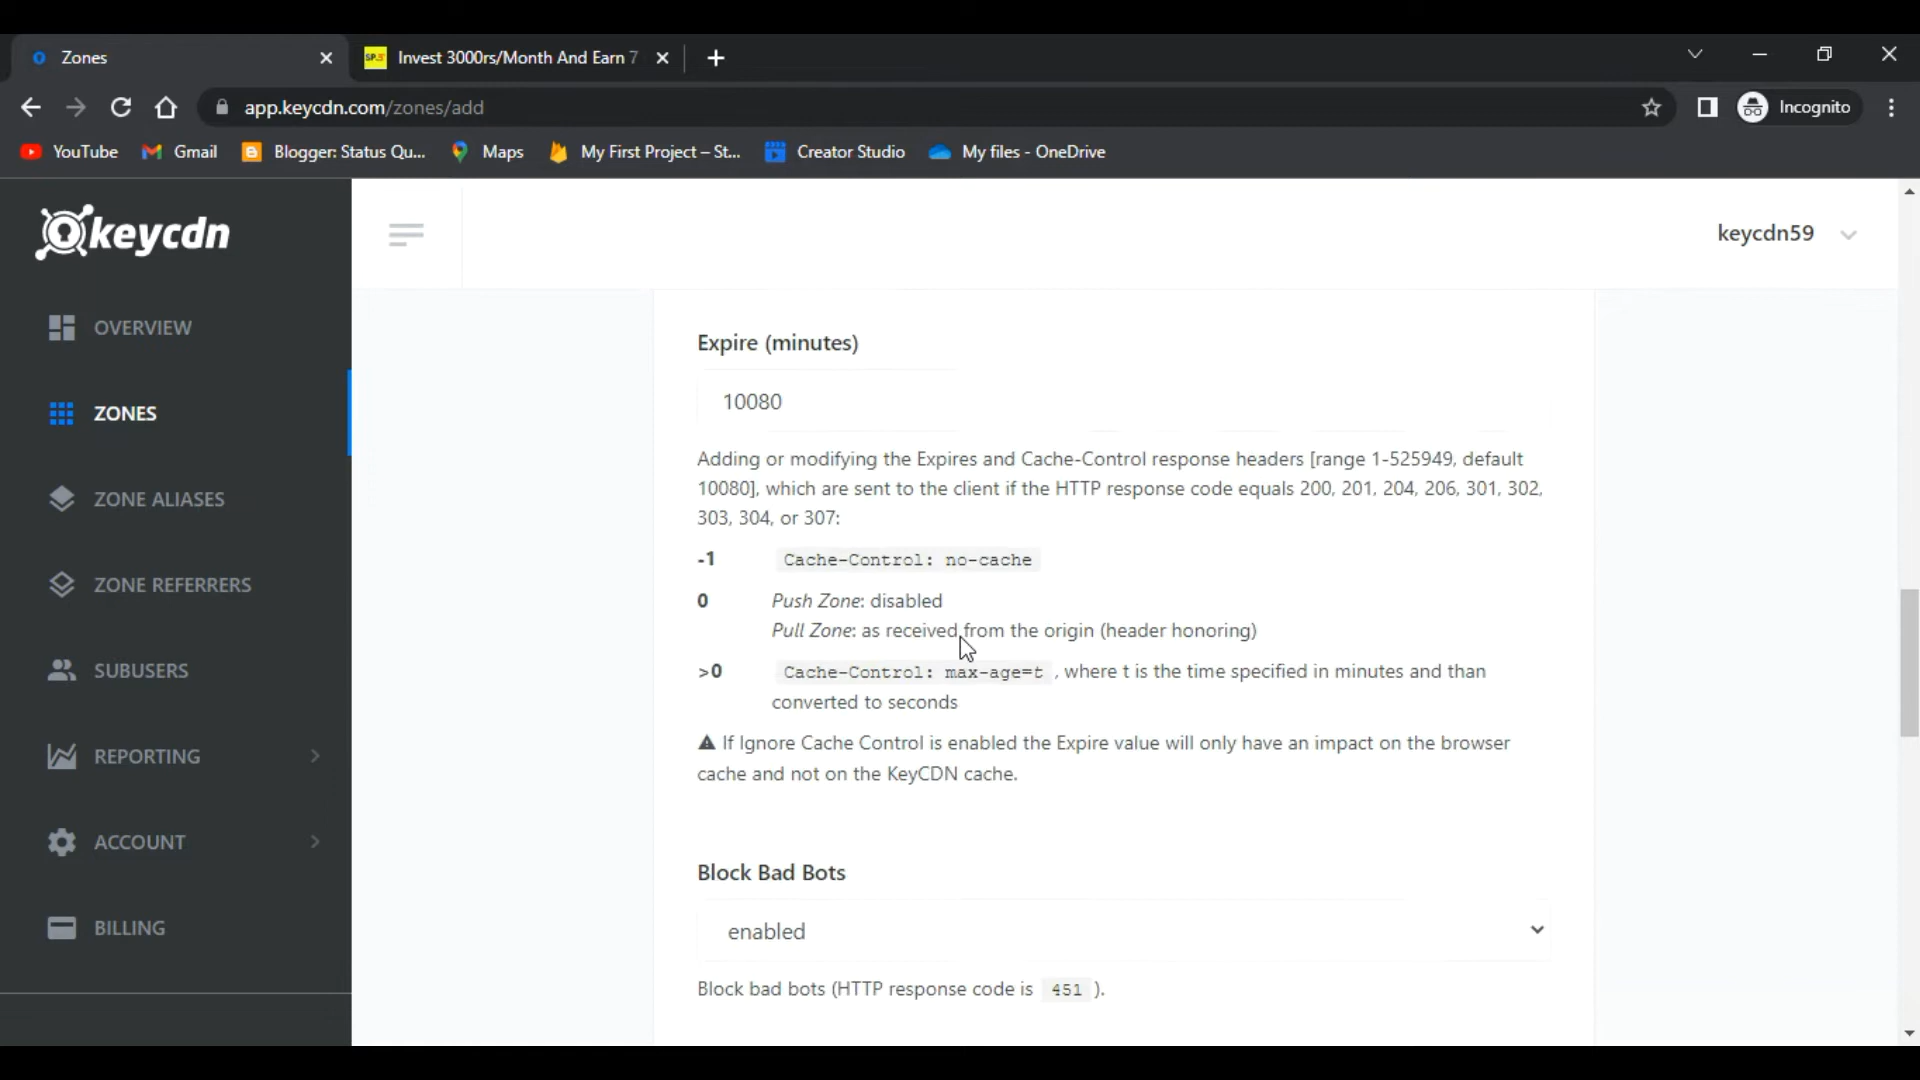 Zones
SP.S Invest 3000rs/Month And Earn 7
app.keycdn.com/zones/add
Incognito
YouTube
Gmail
Blogger: Status Qu...
Maps
My First Project – St...
Creator Studio
My files - OneDrive
keycdn
keycdn59
OVERVIEW
ZONES
ZONE ALIASES
ZONE REFERRERS
SUBUSERS
REPORTING
ACCOUNT
BILLING
Expire (minutes)
10080
Adding or modifying the Expires and Cache-Control response headers [range 1-525949, default
10080], which are sent to the client if the HTTP response code equals 200, 201, 204, 206, 301, 302,
303, 304, or 307:
-1 Cache-Control: no-cache
0 Push Zone: disabled
Pull Zone: as received from the origin (header honoring)
>0 Cache-Control: max-age=t , where t is the time specified in minutes and than
converted to seconds
If Ignore Cache Control is enabled the Expire value will only have an impact on the browser
cache and not on the KeyCDN cache.
Block Bad Bots
enabled
Block bad bots (HTTP response code is 451 ).